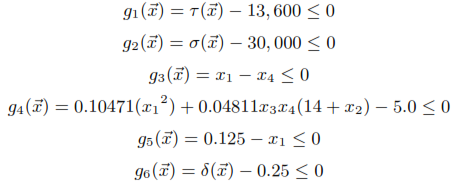 g₁(x⃗) = τ(x⃗) − 13,600 ≤ 0
g₂(x⃗) = σ(x⃗) − 30,000 ≤ 0
g₃(x⃗) = x₁ − x₄ ≤ 0
g₄(x⃗) = 0.10471(x₁²) + 0.04811x₃x₄(14 + x₂) − 5.0 ≤ 0
g₅(x⃗) = 0.125 − x₁ ≤ 0
g₆(x⃗) = δ(x⃗) − 0.25 ≤ 0